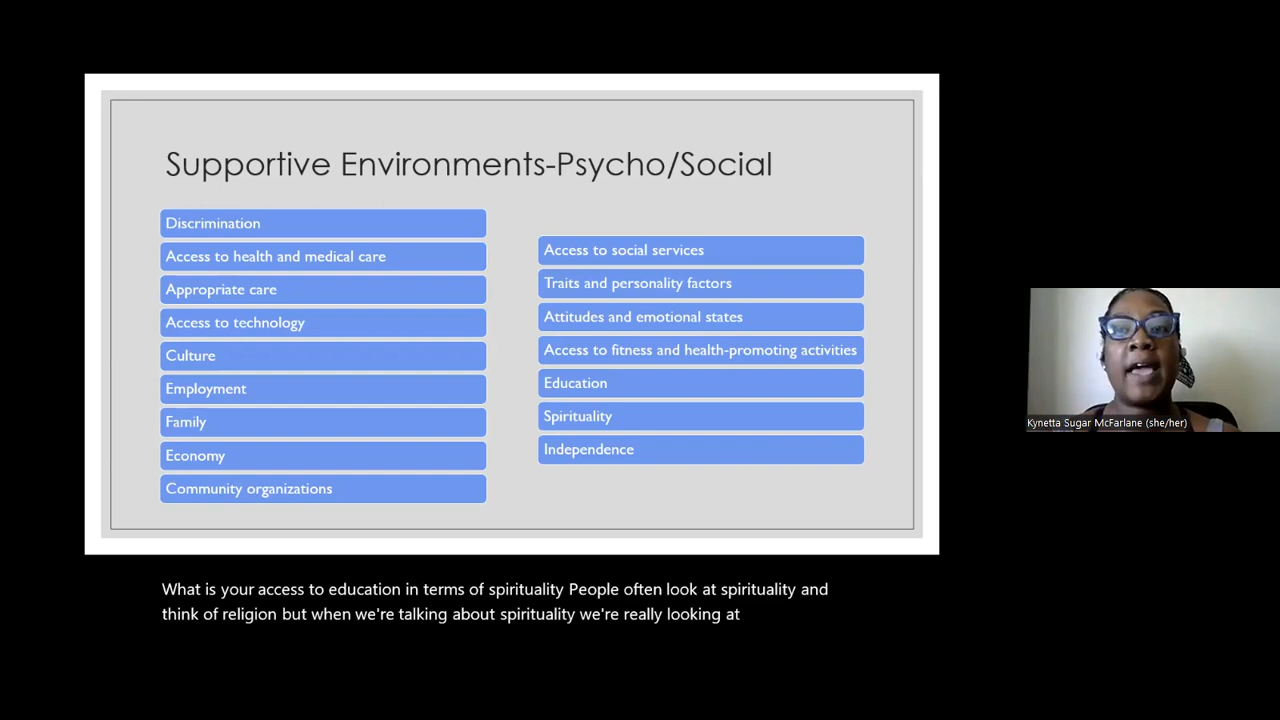 Supportive Environments-Psycho/Social
Discrimination
Access to health and medical care
Appropriate care
Access to technology
Culture
Employment
Family
Economy
Community organizations
Access to social services
Traits and personality factors
Attitudes and emotional states
Access to fitness and health-promoting activities
Education
Spirituality
Independence
Kynetta Sugar McFarlane (she/her)
What is your access to education in terms of spirituality People often look at spirituality and
think of religion but when we're talking about spirituality we're really looking at